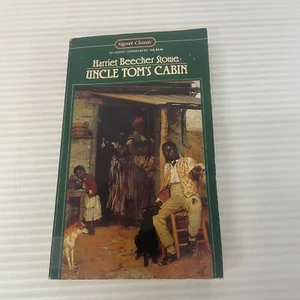 Signet Classic
Harriet Beecher Stowe
UNCLE TOM'S CABIN